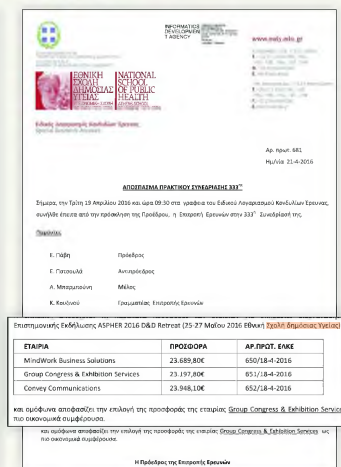 INFORMATICS
DEVELOPMEN
T AGENCY
www.esdy.edu.gr
ΕΘΝΙΚΗ
ΣΧΟΛΗ
ΔΗΜΟΣΙΑΣ
ΥΓΕΙΑΣ
NATIONAL
SCHOOL
OF PUBLIC
HEALTH
Ειδικός Λογαριασμός Κονδυλίων Έρευνας
Special Research Account
Αρ. πρωτ. 681
Ημ/νία 21-4-2016
ΑΠΟΣΠΑΣΜΑ ΠΡΑΚΤΙΚΟΥ ΣΥΝΕΔΡΙΑΣΗΣ 333ης
Σήμερα, την Τρίτη 19 Απριλίου 2016 και ώρα 09:30 στα γραφεία του Ειδικού Λογαριασμού Κονδυλίων Έρευνας,
συνήλθε έπειτα από την πρόσκληση της Προέδρου, η Επιτροπή Ερευνών στην 333η Συνεδρίασή της.
Παρόντες
Ε. Πάβη Πρόεδρος
Ε. Πατσουλά Αντιπρόεδρος
Α. Μπαρμπούνη Μέλος
Κ. Κουζινού Γραμματέας Επιτροπής Ερευνών
Επιστημονικής Εκδήλωσης ASPHER 2016 D&D Retreat (25-27 Μαΐου 2016 Εθνική Σχολή δημόσιας Υγείας)
ΕΤΑΙΡΙΑ ΠΡΟΣΦΟΡΑ ΑΡ.ΠΡΩΤ. ΕΛΚΕ
MindWork Business Solutions 23.689,80€ 650/18-4-2016
Group Congress & Exhibition Services 23.197,80€ 651/18-4-2016
Convey Communications 23.948,10€ 652/18-4-2016
και ομόφωνα αποφασίζει την επιλογή της προσφοράς της εταιρίας Group Congress & Exhibition Service
πιο οικονομικά συμφέρουσα.
και ομόφωνα αποφασίζει την επιλογή της προσφοράς της εταιρίας Group Congress & Exhibition Services ως
πιο οικονομικά συμφέρουσα.
Η Πρόεδρος της Επιτροπής Ερευνών